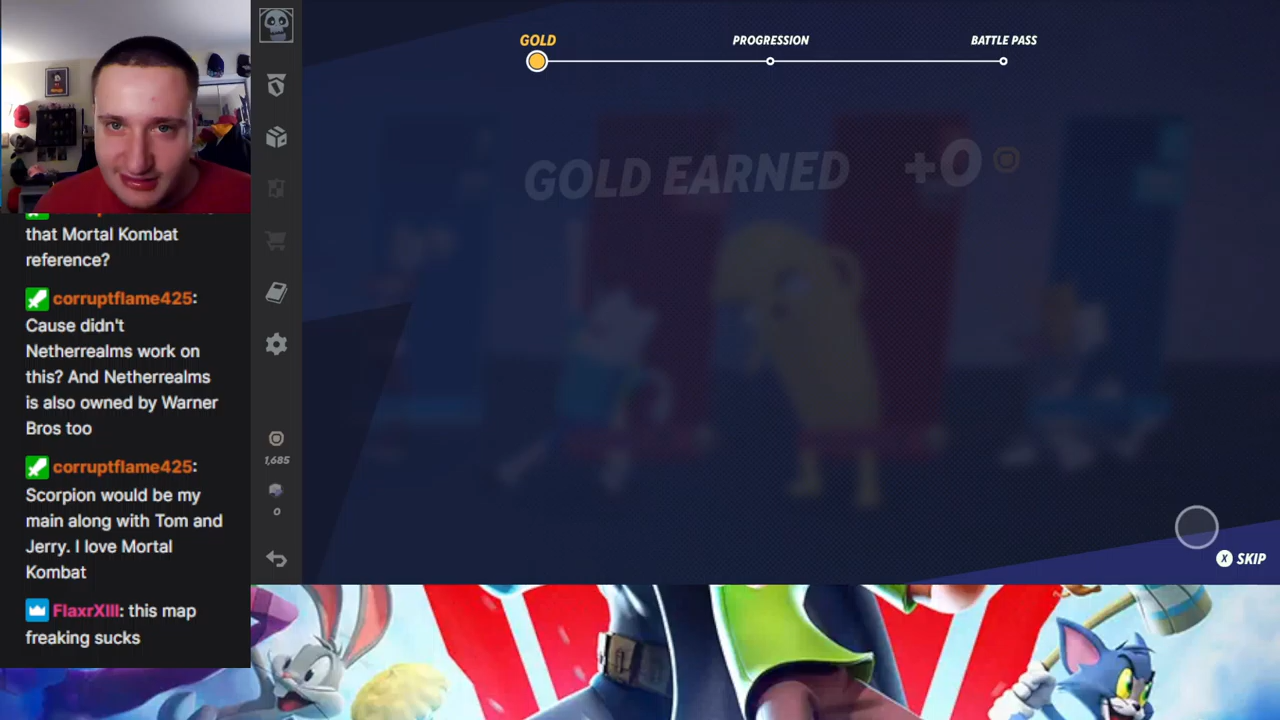 GOLD
PROGRESSION
BATTLE PASS
GOLD EARNED +0
that Mortal Kombat
reference?
corruptflame425:
Cause didn't
Netherrealms work on
this? And Netherrealms
is also owned by Warner
Bros too
corruptflame425:
Scorpion would be my
main along with Tom and
Jerry. I love Mortal
Kombat
FlaxrXIII: this map
freaking sucks
1,685
0
X SKIP